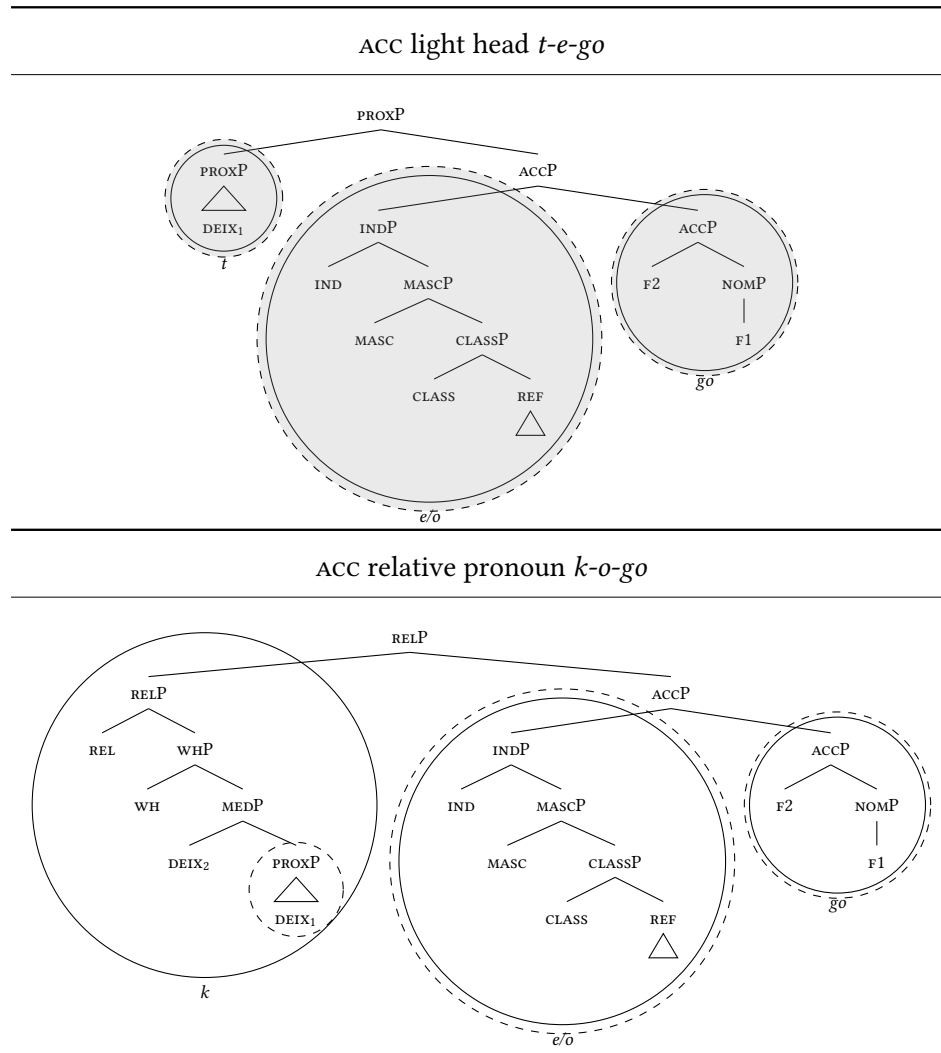 ACC light head t-e-go
PROXP
PROXP ACCP
DEIX₁ INDP ACCP
t
IND MASCP F2 NOMP
MASC CLASSP F1
go
CLASS REF
e/o
ACC relative pronoun k-o-go
RELP
RELP ACCP
REL WHP INDP ACCP
WH MEDP IND MASCP F2 NOMP
DEIX₂ PROXP MASC CLASSP F1
go
DEIX₁ CLASS REF
k
e/o